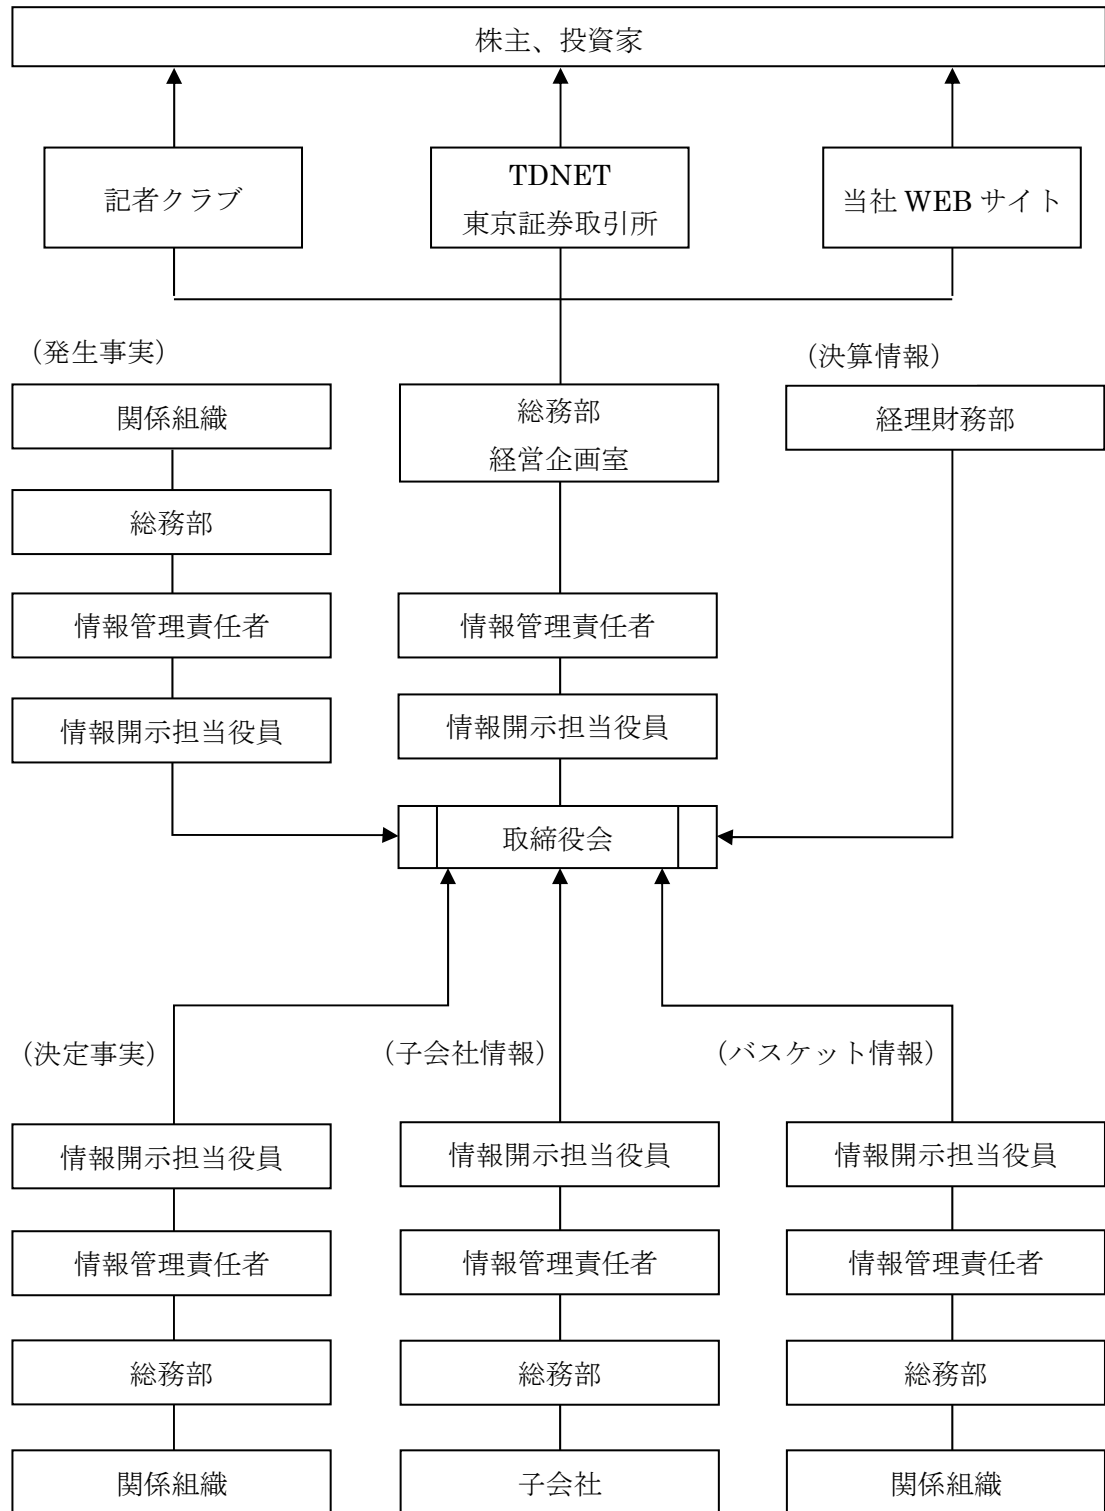 株主、投資家
記者クラブ
TDNET
東京証券取引所
当社 WEB サイト
（発生事実）
（決算情報）
関係組織
総務部
経営企画室
経理財務部
総務部
情報管理責任者
情報管理責任者
情報開示担当役員
情報開示担当役員
取締役会
（決定事実）
（子会社情報）
（バスケット情報）
情報開示担当役員
情報開示担当役員
情報開示担当役員
情報管理責任者
情報管理責任者
情報管理責任者
総務部
総務部
総務部
関係組織
子会社
関係組織